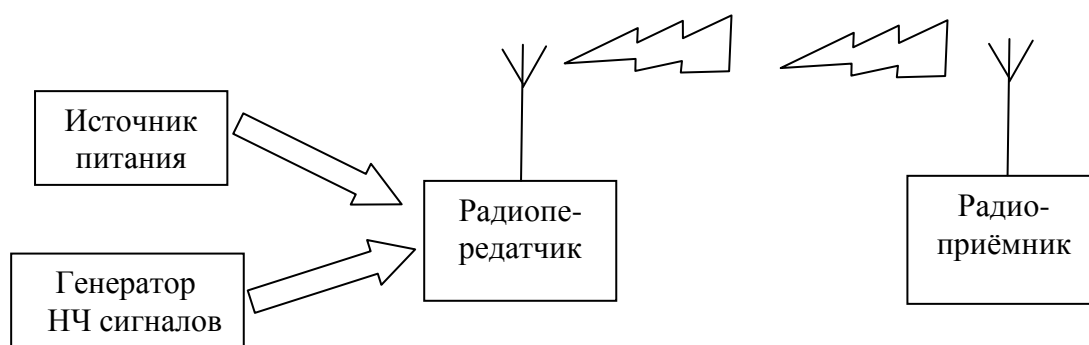 Источник
питания
Генератор
НЧ сигналов
Радиопе-
редатчик
Радио-
приёмник